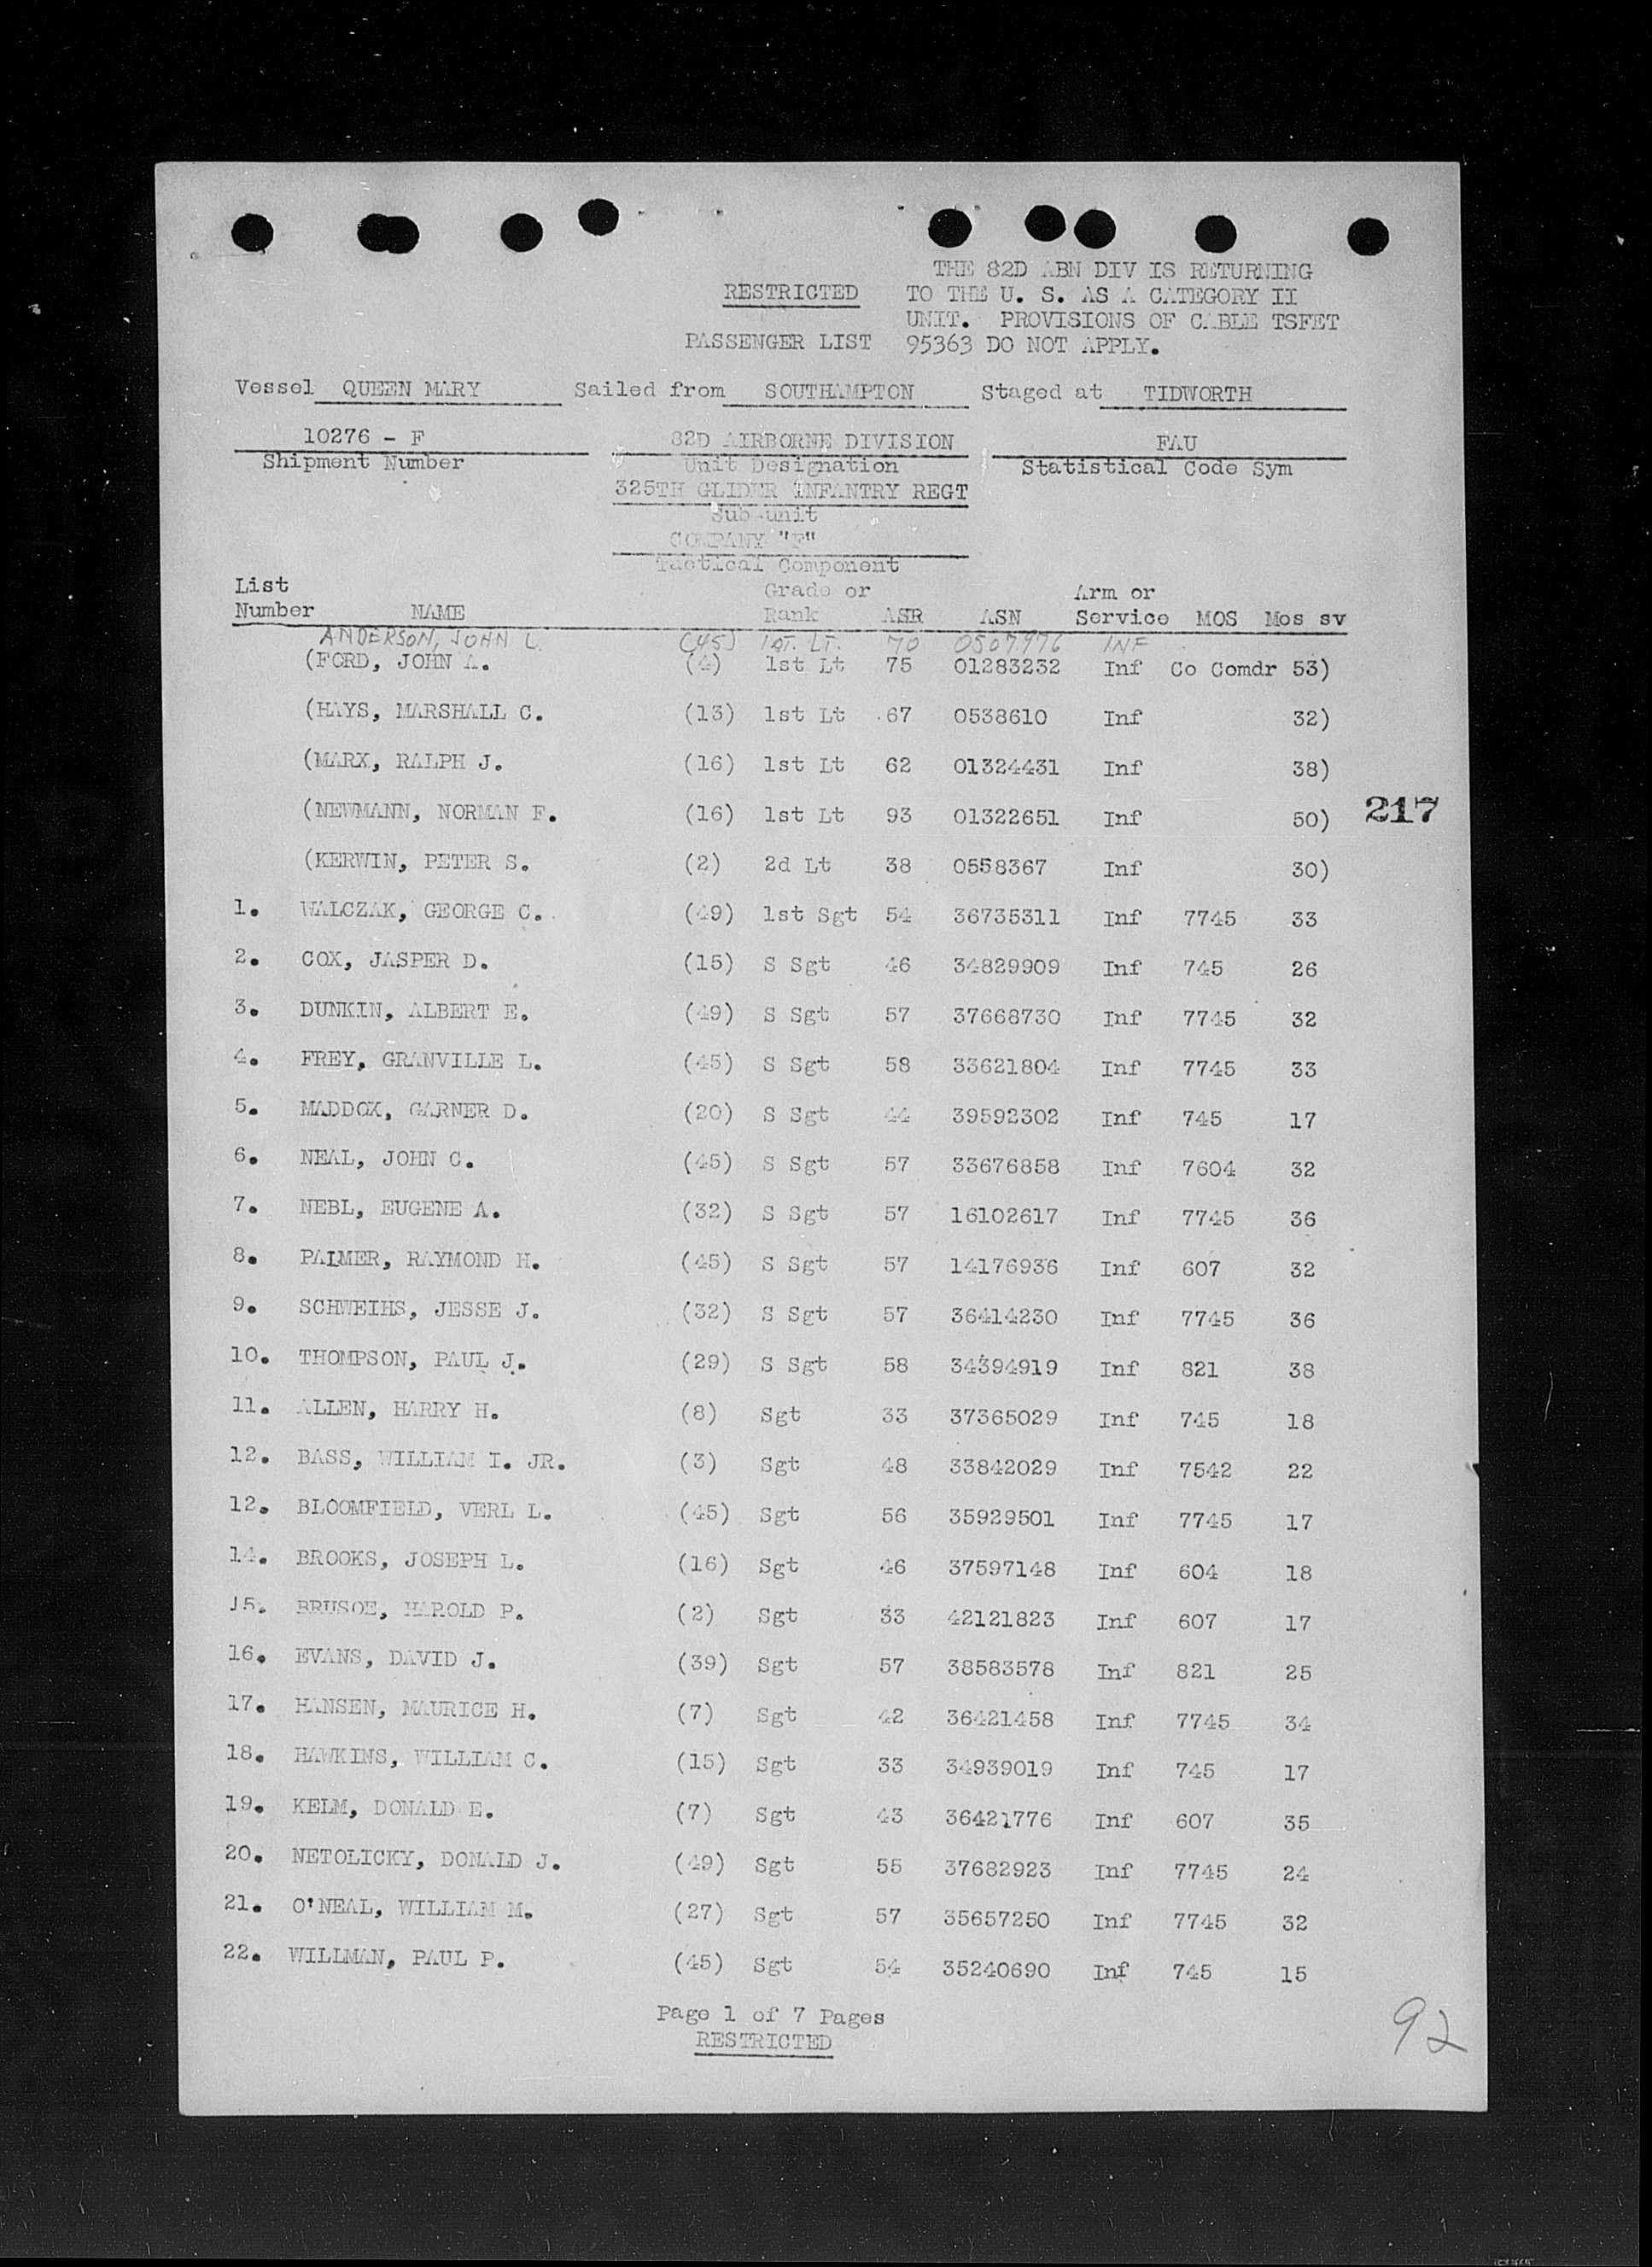 THE 82D ABN DIV IS RETURNING
RESTRICTED TO THE U. S. AS A CATEGORY II
UNIT. PROVISIONS OF CABLE TSFET
PASSENGER LIST 95363 DO NOT APPLY.
Vessel QUEEN MARY Sailed from SOUTHAMPTON Staged at TIDWORTH
10276 - F 82D AIRBORNE DIVISION FAU
Shipment Number Unit Designation Statistical Code Sym
325TH GLIDER INFANTRY REGT
Sub-unit
COMPANY "F"
Tactical Component
List Grade or Arm or
Number NAME Rank ASR ASN Service MOS Mos sv
ANDERSON, JOHN L. (45) 1ST. LT. 70 0507976 INF
(FORD, JOHN A. (4) 1st Lt 75 01283232 Inf Co Comdr 53)
(HAYS, MARSHALL C. (13) 1st Lt 67 0538610 Inf 32)
(MARX, RALPH J. (16) 1st Lt 62 01324431 Inf 38)
(NEWMANN, NORMAN F. (16) 1st Lt 93 01322651 Inf 50)
217
(KERWIN, PETER S. (2) 2d Lt 38 0558367 Inf 30)
1. WALCZAK, GEORGE C. (49) 1st Sgt 54 36735311 Inf 7745 33
2. COX, JASPER D. (15) S Sgt 46 34829909 Inf 745 26
3. DUNKIN, ALBERT E. (49) S Sgt 57 37668730 Inf 7745 32
4. FREY, GRANVILLE L. (45) S Sgt 58 33621804 Inf 7745 33
5. MADDOX, GARNER D. (20) S Sgt 44 39592302 Inf 745 17
6. NEAL, JOHN C. (45) S Sgt 57 33676858 Inf 7604 32
7. NEBL, EUGENE A. (32) S Sgt 57 16102617 Inf 7745 36
8. PALMER, RAYMOND H. (45) S Sgt 57 14176936 Inf 607 32
9. SCHWEIHS, JESSE J. (32) S Sgt 57 36414230 Inf 7745 36
10. THOMPSON, PAUL J. (29) S Sgt 58 34394919 Inf 821 38
11. ALLEN, HARRY H. (8) Sgt 33 37365029 Inf 745 18
12. BASS, WILLIAM I. JR. (3) Sgt 48 33842029 Inf 7542 22
12. BLOOMFIELD, VERL L. (45) Sgt 56 35929501 Inf 7745 17
14. BROOKS, JOSEPH L. (16) Sgt 46 37597148 Inf 604 18
15. BRUSOE, HAROLD P. (2) Sgt 33 42121823 Inf 607 17
16. EVANS, DAVID J. (39) Sgt 57 38583578 Inf 821 25
17. HANSEN, MAURICE H. (7) Sgt 42 36421458 Inf 7745 34
18. HAWKINS, WILLIAM C. (15) Sgt 33 34939019 Inf 745 17
19. KELM, DONALD E. (7) Sgt 43 36421776 Inf 607 35
20. NETOLICKY, DONALD J. (49) Sgt 55 37682923 Inf 7745 24
21. O'NEAL, WILLIAM M. (27) Sgt 57 35657250 Inf 7745 32
22. WILLMAN, PAUL P. (45) Sgt 54 35240690 Inf 745 15
Page 1 of 7 Pages
RESTRICTED
92